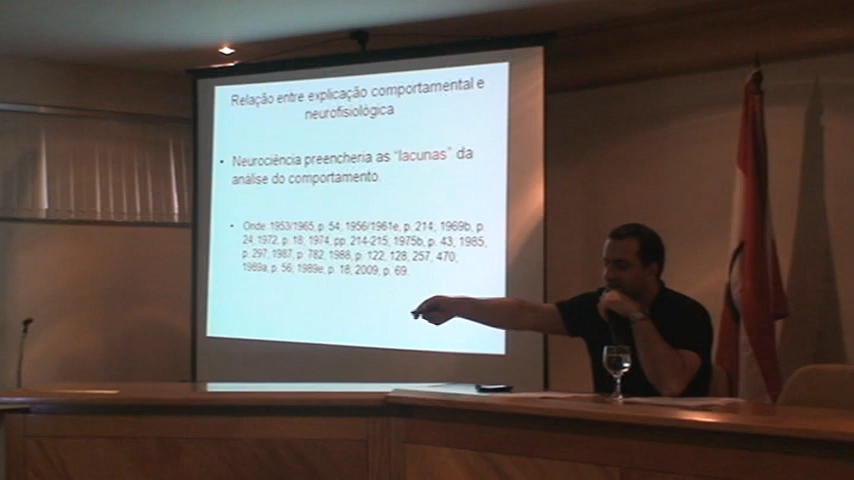 Relação entre explicação comportamental e
neurofisiológica
• Neurociência preencheria as "lacunas" da
análise do comportamento.
• Onde: 1953/1965, p. 54; 1956/1961e, p. 214; 1969b, p.
24; 1972, p. 18; 1974, pp. 214-215; 1975b, p. 43; 1985,
p. 297; 1987, p. 782; 1988, p. 122, 128, 257, 470;
1989a, p. 56; 1989e, p. 18; 2009, p. 69.